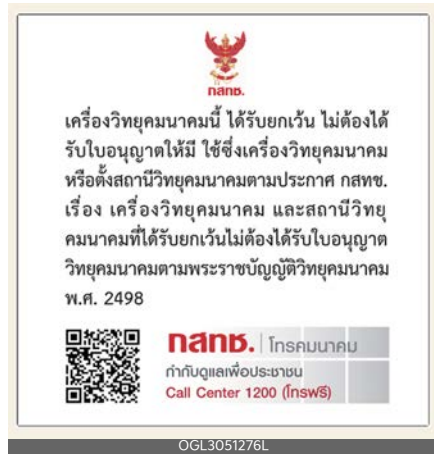 กสทช.
เครื่องวิทยุคมนาคมนี้ ได้รับยกเว้น ไม่ต้องได้
รับใบอนุญาตให้มี ใช้ซึ่งเครื่องวิทยุคมนาคม
หรือตั้งสถานีวิทยุคมนาคมตามประกาศ กสทช.
เรื่อง เครื่องวิทยุคมนาคม และสถานีวิทยุ
คมนาคมที่ได้รับยกเว้นไม่ต้องได้รับใบอนุญาต
วิทยุคมนาคมตามพระราชบัญญัติวิทยุคมนาคม
พ.ศ. 2498
กสทช. | โทรคมนาคม
กำกับดูแลเพื่อประชาชน
Call Center 1200 (โทรฟรี)
OGL3051276L